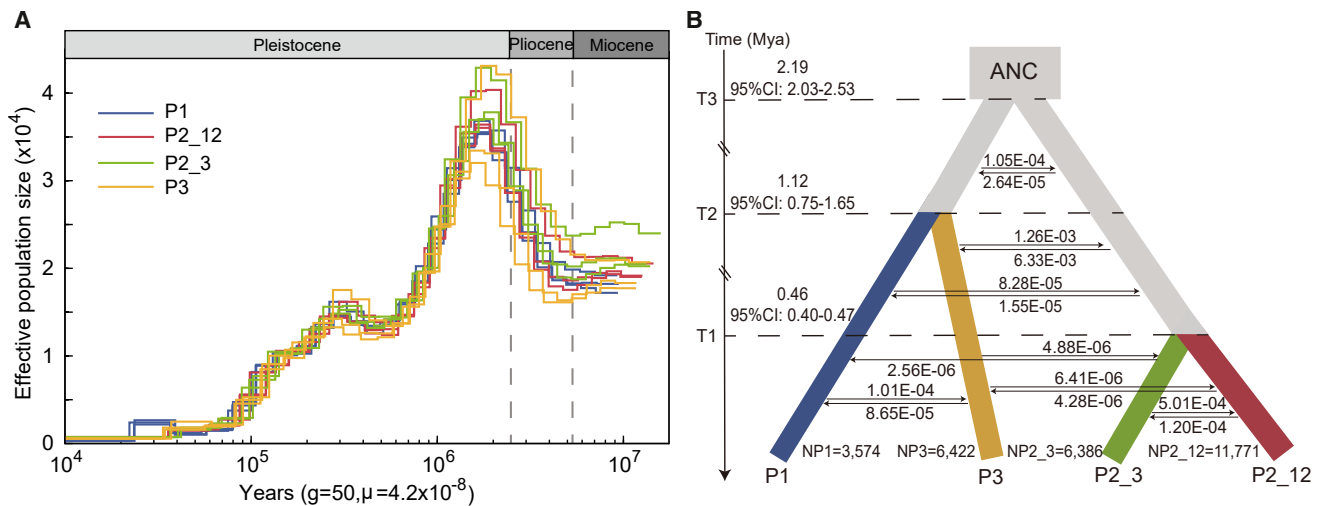 A
Pleistocene
Pliocene
Miocene
Effective population size (x10⁴)
4
3
2
1
0
P1
P2_12
P2_3
P3
10⁴
10⁵
10⁶
10⁷
Years (g=50,μ=4.2x10⁻⁸)
B
Time (Mya)
ANC
2.19
95%CI: 2.03-2.53
T3
1.05E-04
2.64E-05
1.12
95%CI: 0.75-1.65
T2
1.26E-03
6.33E-03
8.28E-05
1.55E-05
0.46
95%CI: 0.40-0.47
T1
4.88E-06
2.56E-06
6.41E-06
4.28E-06
1.01E-04
8.65E-05
5.01E-04
1.20E-04
NP1=3,574
NP3=6,422
NP2_3=6,386
NP2_12=11,771
P1
P3
P2_3
P2_12